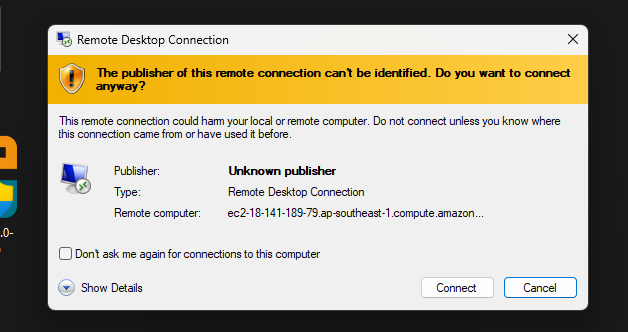 Remote Desktop Connection
The publisher of this remote connection can't be identified. Do you want to connect
anyway?
This remote connection could harm your local or remote computer. Do not connect unless you know where
this connection came from or have used it before.
Publisher: Unknown publisher
Type: Remote Desktop Connection
Remote computer: ec2-18-141-189-79.ap-southeast-1.compute.amazon...
.0-
Don't ask me again for connections to this computer
Show Details Connect Cancel